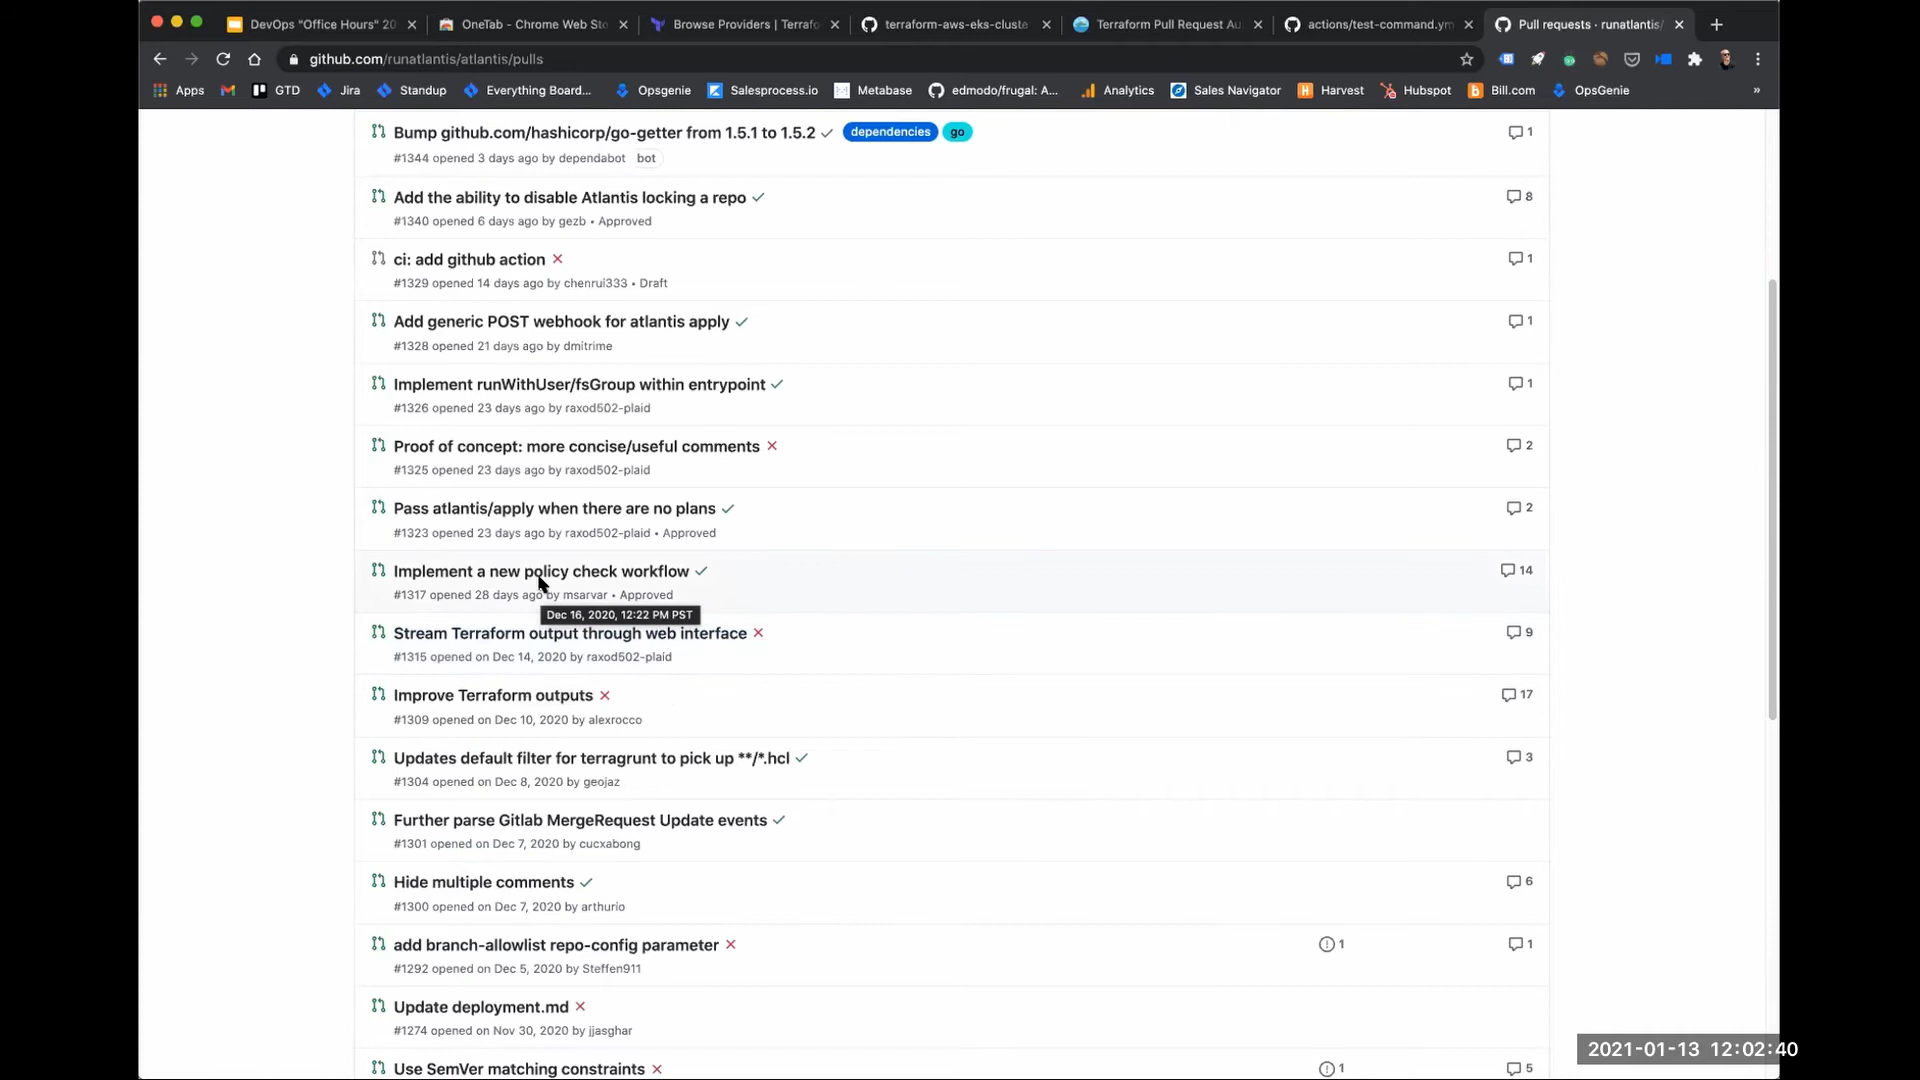 DevOps "Office Hours" 20
OneTab - Chrome Web Sto
Browse Providers | Terrafo
terraform-aws-eks-cluste
Terraform Pull Request Au
actions/test-command.ym
Pull requests · runatlantis/
github.com/runatlantis/atlantis/pulls
Apps
GTD
Jira
Standup
Everything Board...
Opsgenie
Salesprocess.io
Metabase
edmodo/frugal: A...
Analytics
Sales Navigator
Harvest
Hubspot
Bill.com
OpsGenie
»
Bump github.com/hashicorp/go-getter from 1.5.1 to 1.5.2 dependencies go 1
#1344 opened 3 days ago by dependabot bot
Add the ability to disable Atlantis locking a repo 8
#1340 opened 6 days ago by gezb • Approved
ci: add github action 1
#1329 opened 14 days ago by chenrui333 • Draft
Add generic POST webhook for atlantis apply 1
#1328 opened 21 days ago by dmitrime
Implement runWithUser/fsGroup within entrypoint 1
#1326 opened 23 days ago by raxod502-plaid
Proof of concept: more concise/useful comments 2
#1325 opened 23 days ago by raxod502-plaid
Pass atlantis/apply when there are no plans 2
#1323 opened 23 days ago by raxod502-plaid • Approved
Implement a new policy check workflow 14
#1317 opened 28 days ago by msarvar • Approved
Dec 16, 2020, 12:22 PM PST
Stream Terraform output through web interface 9
#1315 opened on Dec 14, 2020 by raxod502-plaid
Improve Terraform outputs 17
#1309 opened on Dec 10, 2020 by alexrocco
Updates default filter for terragrunt to pick up **/*.hcl 3
#1304 opened on Dec 8, 2020 by geojaz
Further parse Gitlab MergeRequest Update events
#1301 opened on Dec 7, 2020 by cucxabong
Hide multiple comments 6
#1300 opened on Dec 7, 2020 by arthurio
add branch-allowlist repo-config parameter 1 1
#1292 opened on Dec 5, 2020 by Steffen911
Update deployment.md
#1274 opened on Nov 30, 2020 by jjasghar
Use SemVer matching constraints 1 5
2021-01-13 12:02:40